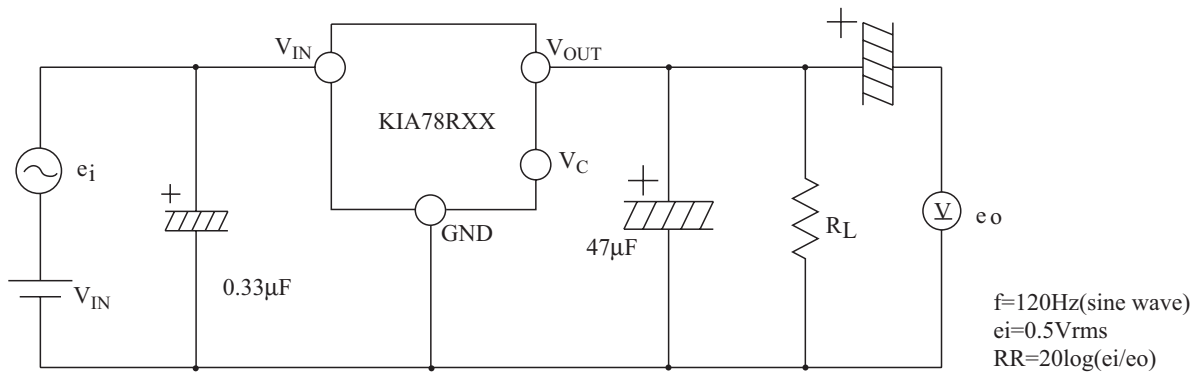 +
V_IN
V_OUT
KIA78RXX
e_i
V_C
+
+
V
e o
R_L
GND
47μF
0.33μF
V_IN
f=120Hz(sine wave)
ei=0.5Vrms
RR=20log(ei/eo)